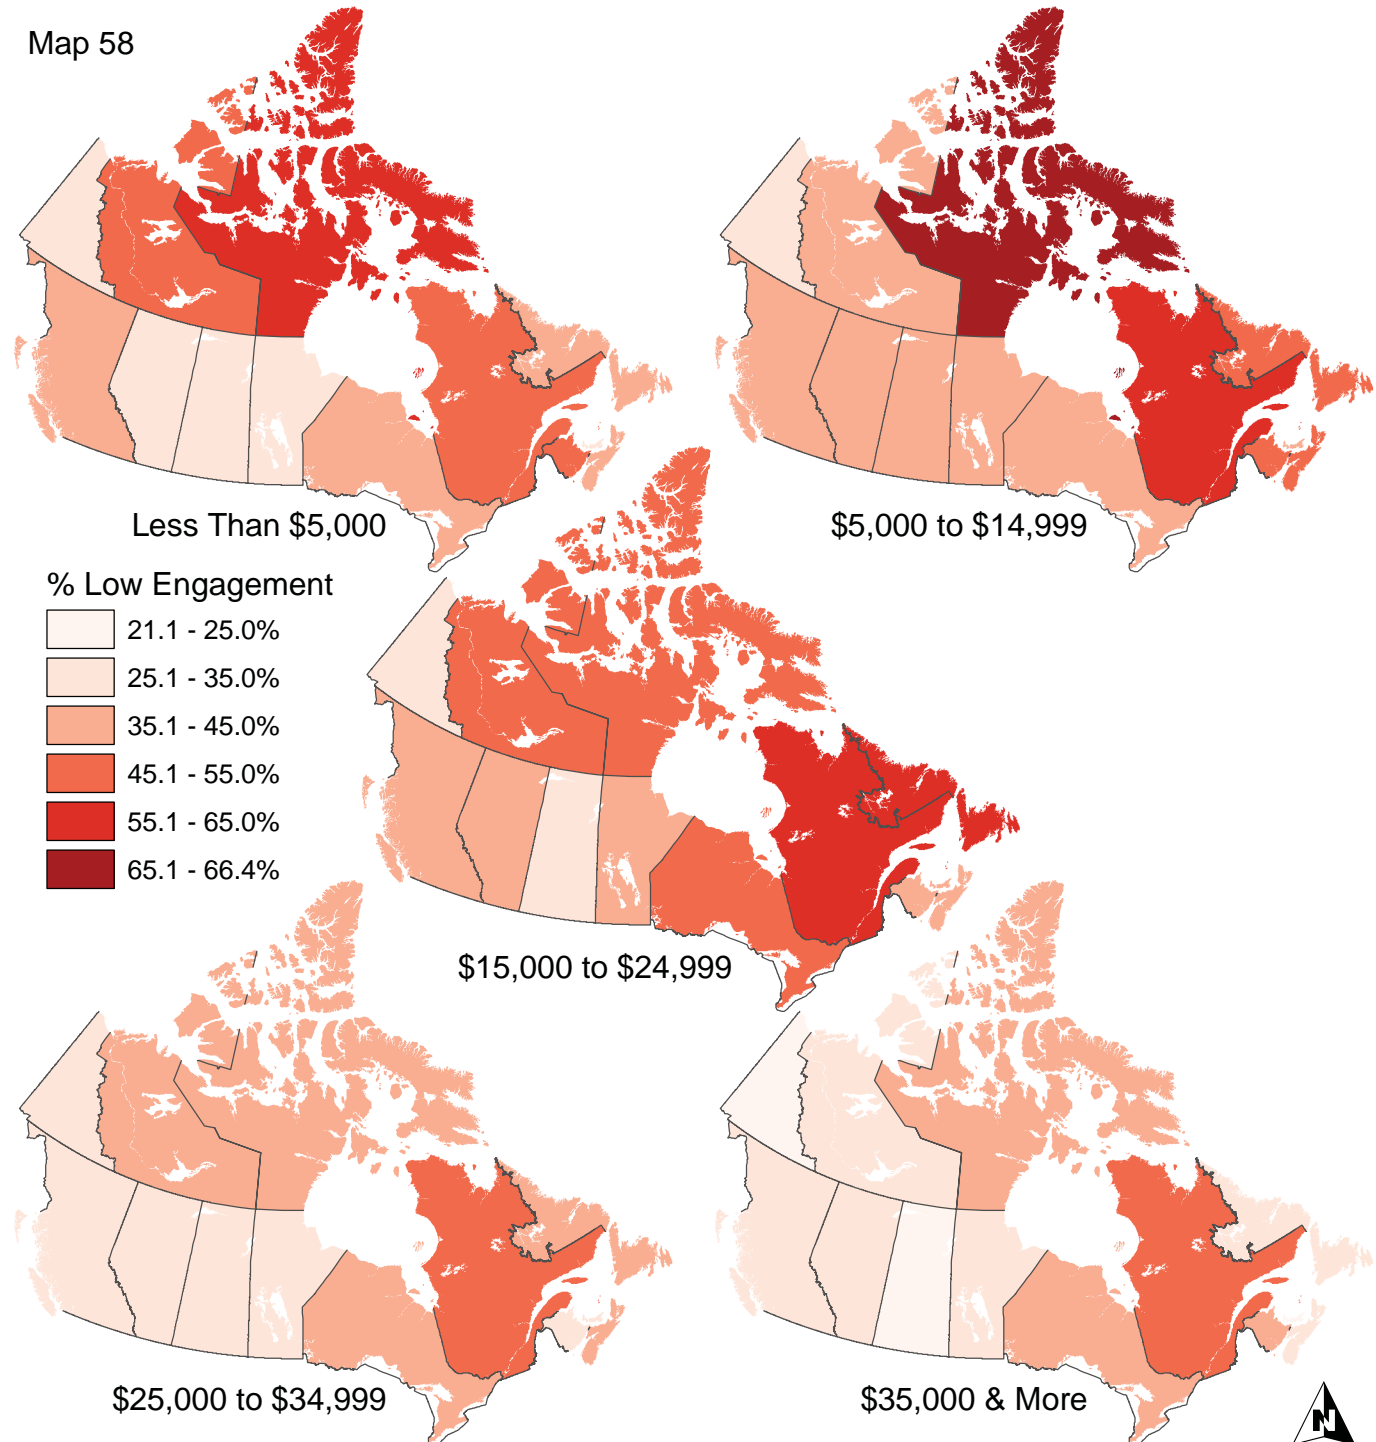 Map 58
Less Than $5,000
$5,000 to $14,999
% Low Engagement
21.1 - 25.0%
25.1 - 35.0%
35.1 - 45.0%
45.1 - 55.0%
55.1 - 65.0%
65.1 - 66.4%
$15,000 to $24,999
$25,000 to $34,999
$35,000 & More
N